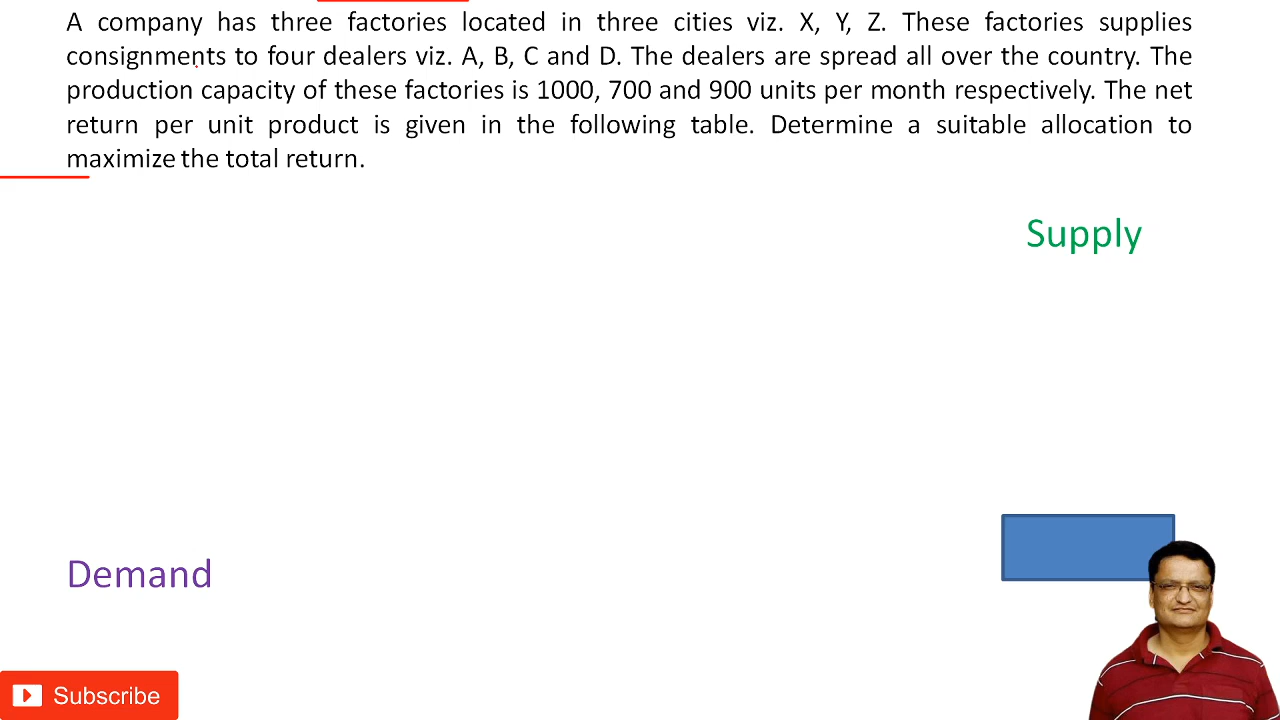 A company has three factories located in three cities viz. X, Y, Z. These factories supplies
consignments to four dealers viz. A, B, C and D. The dealers are spread all over the country. The
production capacity of these factories is 1000, 700 and 900 units per month respectively. The net
return per unit product is given in the following table. Determine a suitable allocation to
maximize the total return.
Supply
Demand
Subscribe